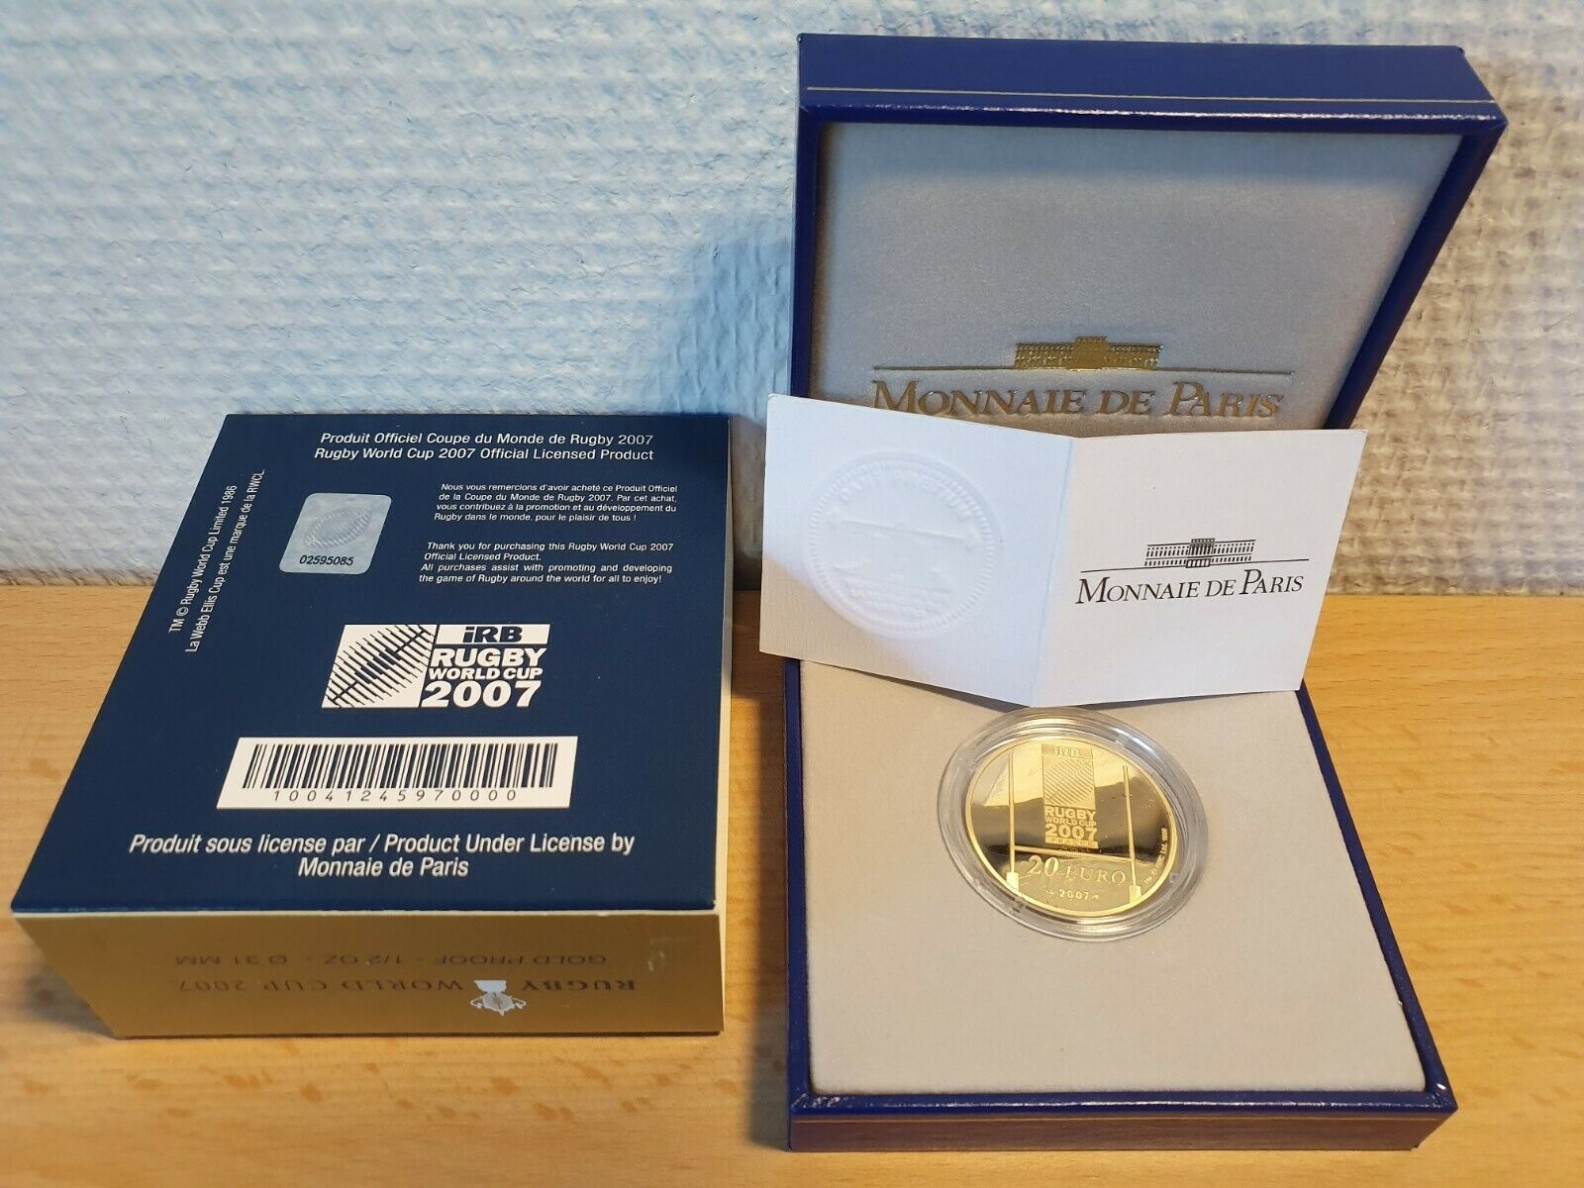 Produit Officiel Coupe du Monde de Rugby 2007
Rugby World Cup 2007 Official Licensed Product
TM © Rugby World Cup Limited 1986
La Webb Ellis Cup est une marque de la RWCL
02595085
Nous vous remercions d'avoir acheté ce Produit Officiel
de la Coupe du Monde de Rugby 2007. Par cet achat,
vous contribuez à la promotion et au développement du
Rugby dans le monde, pour le plaisir de tous !
Thank you for purchasing this Rugby World Cup 2007
Official Licensed Product.
All purchases assist with promoting and developing
the game of Rugby around the world for all to enjoy!
iRB
RUGBY
WORLD CUP
2007
10041245970000
Produit sous license par / Product Under License by
Monnaie de Paris
RUGBY WORLD CUP 2007
GOLD PROOF - 1/2 OZ - Ø 31 MM
MONNAIE DE PARIS
MONNAIE DE PARIS
iRB
RUGBY
WORLD CUP
2007
FRANCE
20 EURO
2007